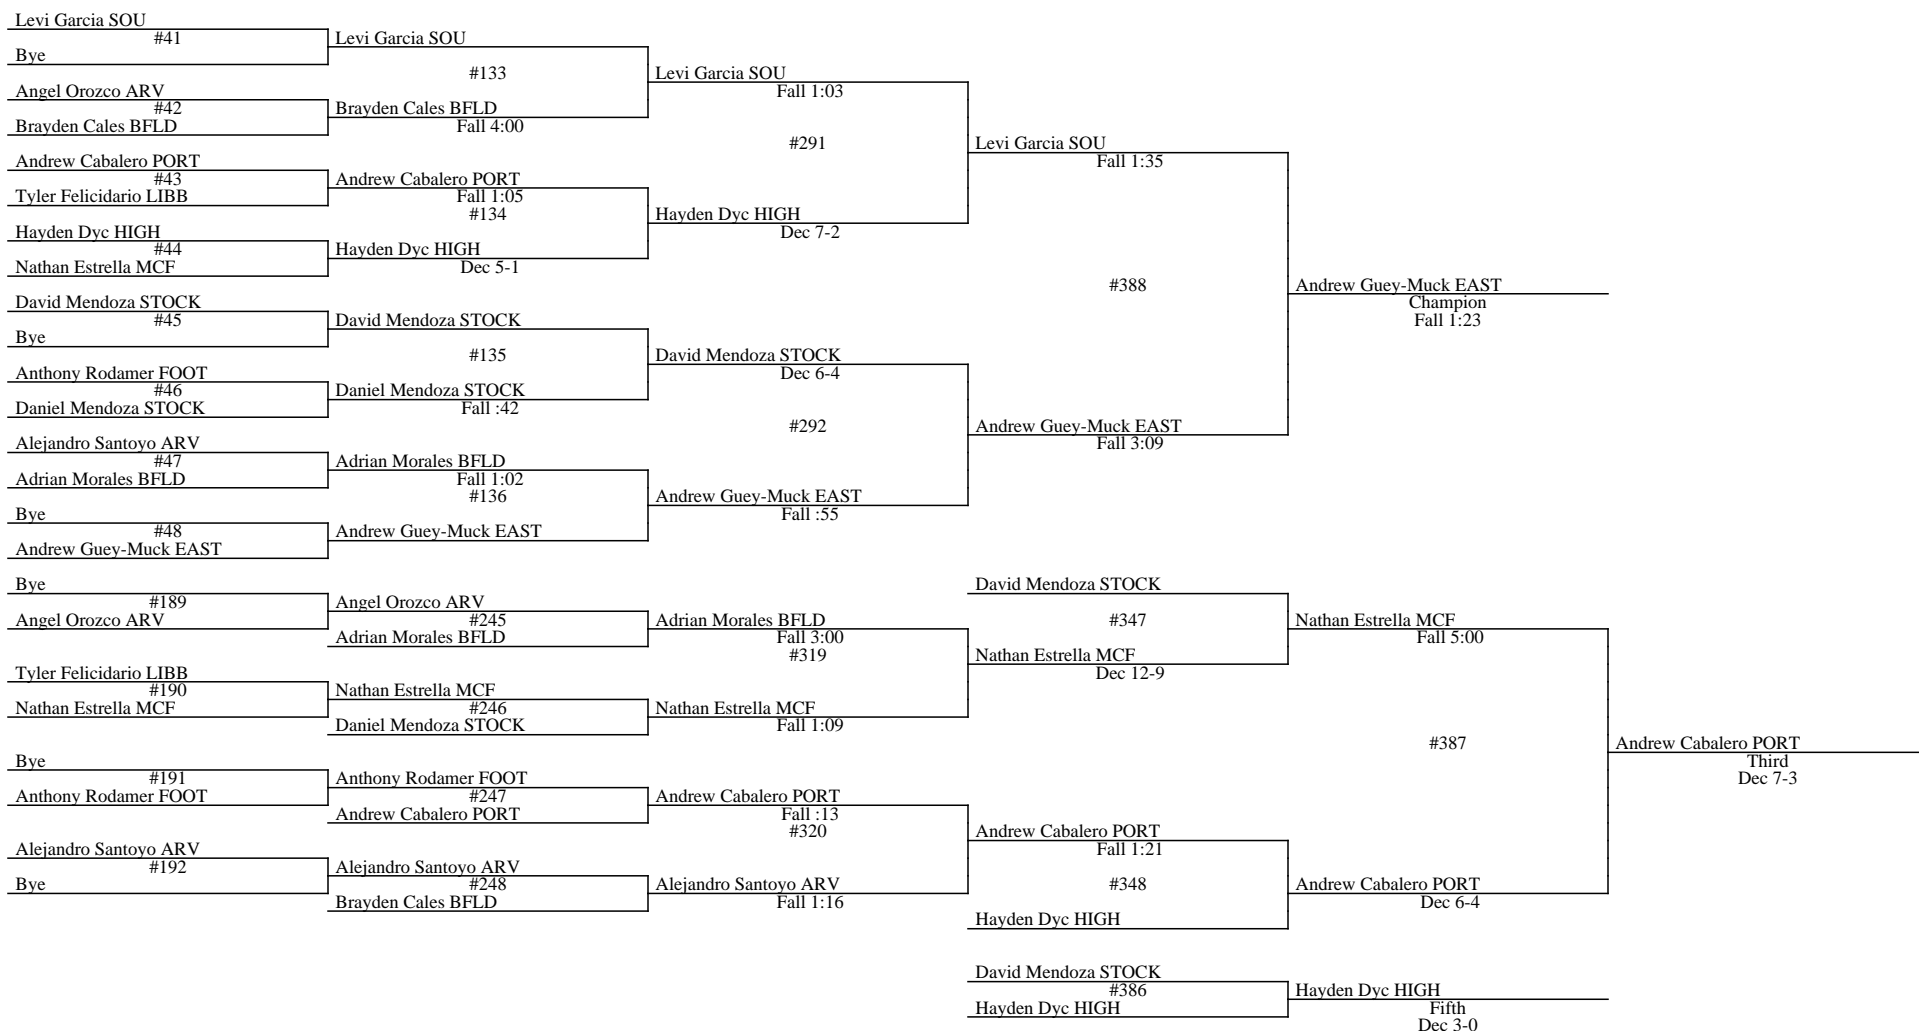 Levi Garcia SOU
#41
Bye
Levi Garcia SOU
#133
Angel Orozco ARV
#42
Brayden Cales BFLD
Brayden Cales BFLD
Fall 4:00
Levi Garcia SOU
Fall 1:03
#291
Andrew Cabalero PORT
#43
Tyler Felicidario LIBB
Andrew Cabalero PORT
Fall 1:05
#134
Hayden Dyc HIGH
#44
Nathan Estrella MCF
Hayden Dyc HIGH
Dec 5-1
Hayden Dyc HIGH
Dec 7-2
Levi Garcia SOU
Fall 1:35
#388
David Mendoza STOCK
#45
Bye
David Mendoza STOCK
#135
Anthony Rodamer FOOT
#46
Daniel Mendoza STOCK
Daniel Mendoza STOCK
Fall :42
David Mendoza STOCK
Dec 6-4
#292
Alejandro Santoyo ARV
#47
Adrian Morales BFLD
Adrian Morales BFLD
Fall 1:02
#136
Bye
#48
Andrew Guey-Muck EAST
Andrew Guey-Muck EAST
Andrew Guey-Muck EAST
Fall :55
Andrew Guey-Muck EAST
Fall 3:09
Andrew Guey-Muck EAST
Champion
Fall 1:23
Bye
#189
Angel Orozco ARV
Angel Orozco ARV
#245
Adrian Morales BFLD
Adrian Morales BFLD
Fall 3:00
#319
Tyler Felicidario LIBB
#190
Nathan Estrella MCF
Nathan Estrella MCF
#246
Daniel Mendoza STOCK
Nathan Estrella MCF
Fall 1:09
David Mendoza STOCK
#347
Nathan Estrella MCF
Dec 12-9
Nathan Estrella MCF
Fall 5:00
#387
Bye
#191
Anthony Rodamer FOOT
Anthony Rodamer FOOT
#247
Andrew Cabalero PORT
Andrew Cabalero PORT
Fall :13
#320
Alejandro Santoyo ARV
#192
Bye
Alejandro Santoyo ARV
#248
Brayden Cales BFLD
Alejandro Santoyo ARV
Fall 1:16
Andrew Cabalero PORT
Fall 1:21
#348
Hayden Dyc HIGH
Andrew Cabalero PORT
Dec 6-4
Andrew Cabalero PORT
Third
Dec 7-3
David Mendoza STOCK
#386
Hayden Dyc HIGH
Hayden Dyc HIGH
Fifth
Dec 3-0